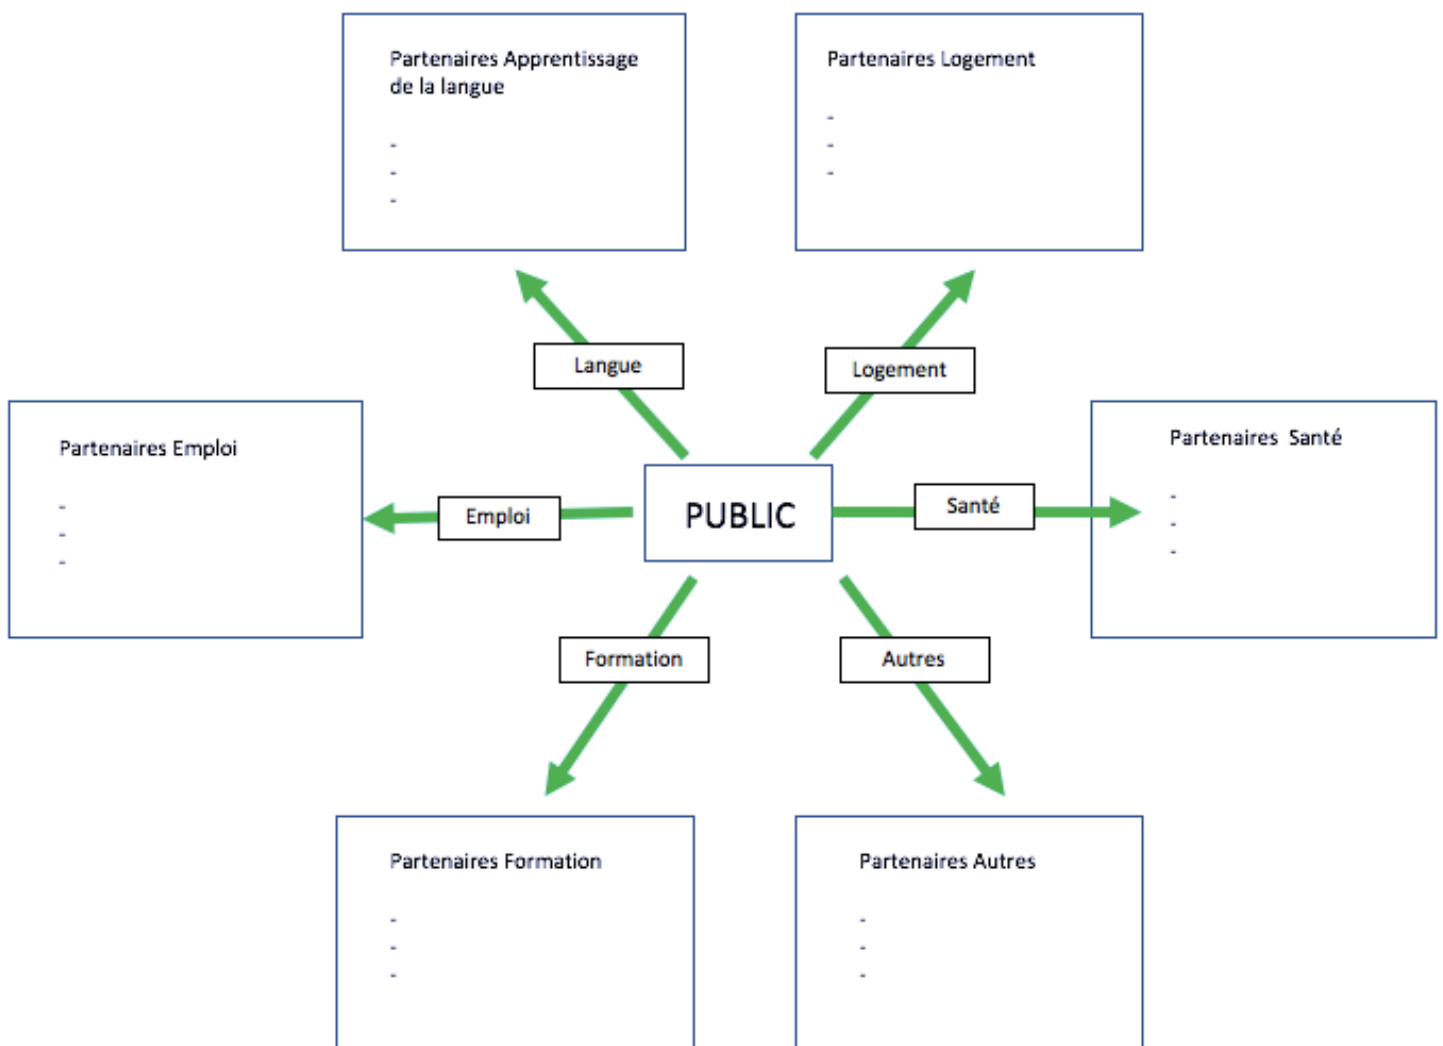 Partenaires Apprentissage
de la langue
-
-
-
Partenaires Logement
-
-
-
Langue
Logement
Partenaires Emploi
-
-
-
Emploi
PUBLIC
Santé
Partenaires  Santé
-
-
-
Formation
Autres
Partenaires Formation
-
-
-
Partenaires Autres
-
-
-